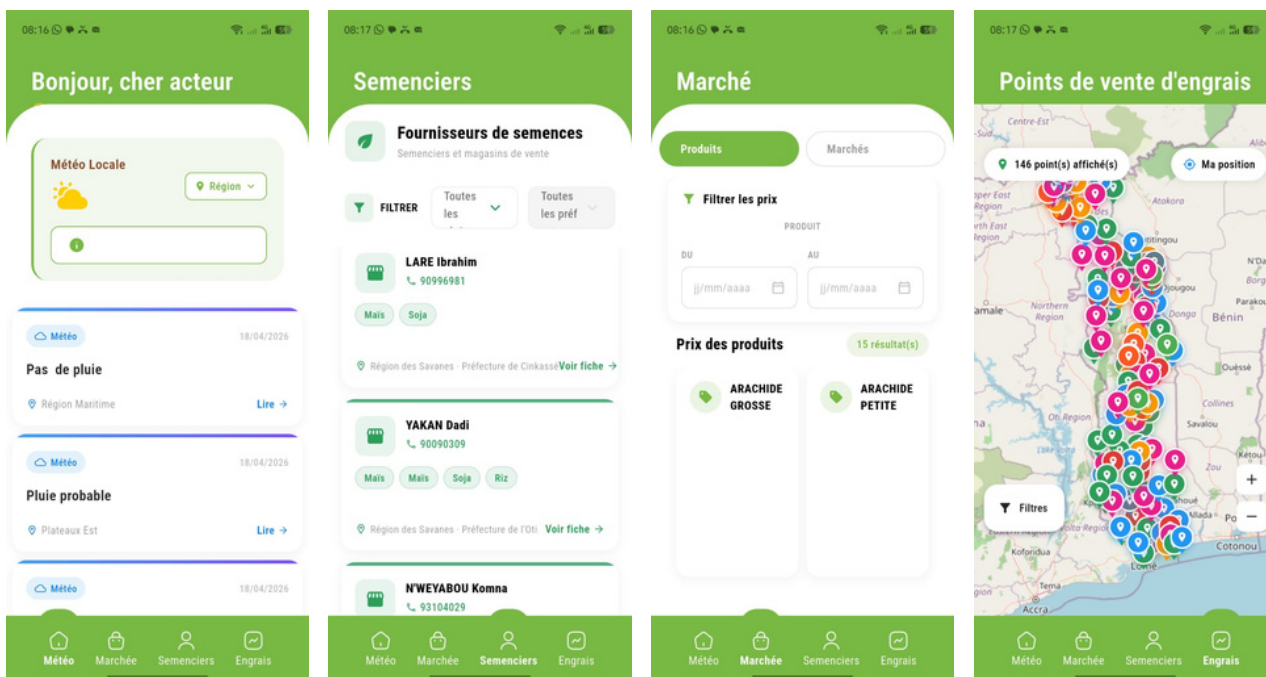 08:16
Bonjour, cher acteur
Météo Locale
Région
Météo
18/04/2026
Pas de pluie
Région Maritime
Lire →
Météo
18/04/2026
Pluie probable
Plateaux Est
Lire →
Météo
18/04/2026
Météo
Marchée
Semenciers
Engrais
08:17
Semenciers
Fournisseurs de semences
Semenciers et magasins de vente
FILTRER
Toutes
les
Toutes
les préf
LARE Ibrahim
90996981
Maïs
Soja
Région des Savanes · Préfecture de Cinkassé
Voir fiche →
YAKAN Dadi
90090309
Maïs
Maïs
Soja
Riz
Région des Savanes · Préfecture de l'Oti
Voir fiche →
N'WEYABOU Komna
93104029
Météo
Marchée
Semenciers
Engrais
08:16
Marché
Produits
Marchés
Filtrer les prix
PRODUIT
DU
AU
jj/mm/aaaa
jj/mm/aaaa
Prix des produits
15 résultat(s)
ARACHIDE
GROSSE
ARACHIDE
PETITE
Météo
Marchée
Semenciers
Engrais
08:17
Points de vente d'engrais
Centre-Est
146 point(s) affiché(s)
Ma position
Region
Atakora
Region
Djougou
Northern
Region
Donga
Bénin
Ouèssè
Oti Region
Collines
Savalou
Zou
Kétou
+
Filtres
Allada
−
Volta Region
Koforidua
Cotonou
Lomé
Tema
Accra
Météo
Marchée
Semenciers
Engrais